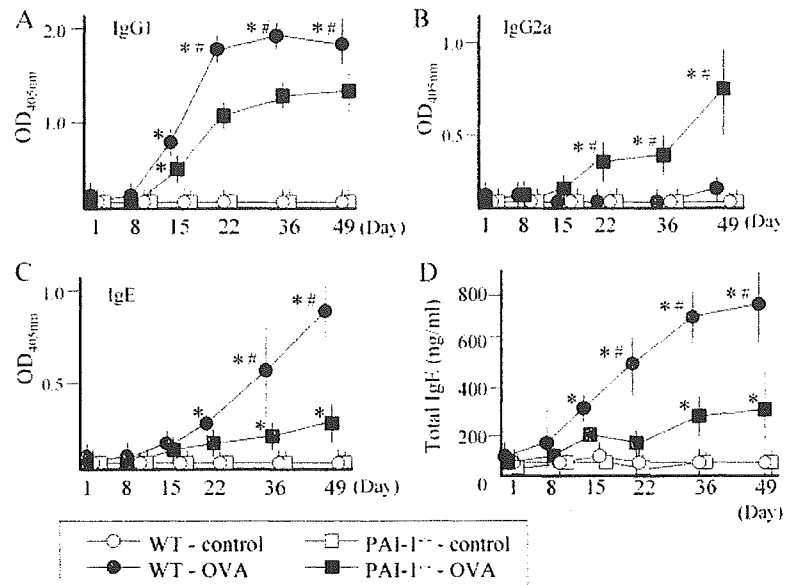 A
IgG1
2.0
1.0
OD405nm
* # * # * #
*
*
1 8 15 22 36 49 (Day)
B
IgG2a
1.0
0.5
OD405nm
* # * # * #
1 8 15 22 36 49 (Day)
C
IgE
1.0
0.5
OD405nm
* # * #
* * *
1 8 15 22 36 49 (Day)
D
800
600
400
200
0
Total IgE (ng/ml)
* # * # * #
* * *
1 8 15 22 36 49
(Day)
WT - control
PAI-1 - control
WT - OVA
PAI-1 - OVA